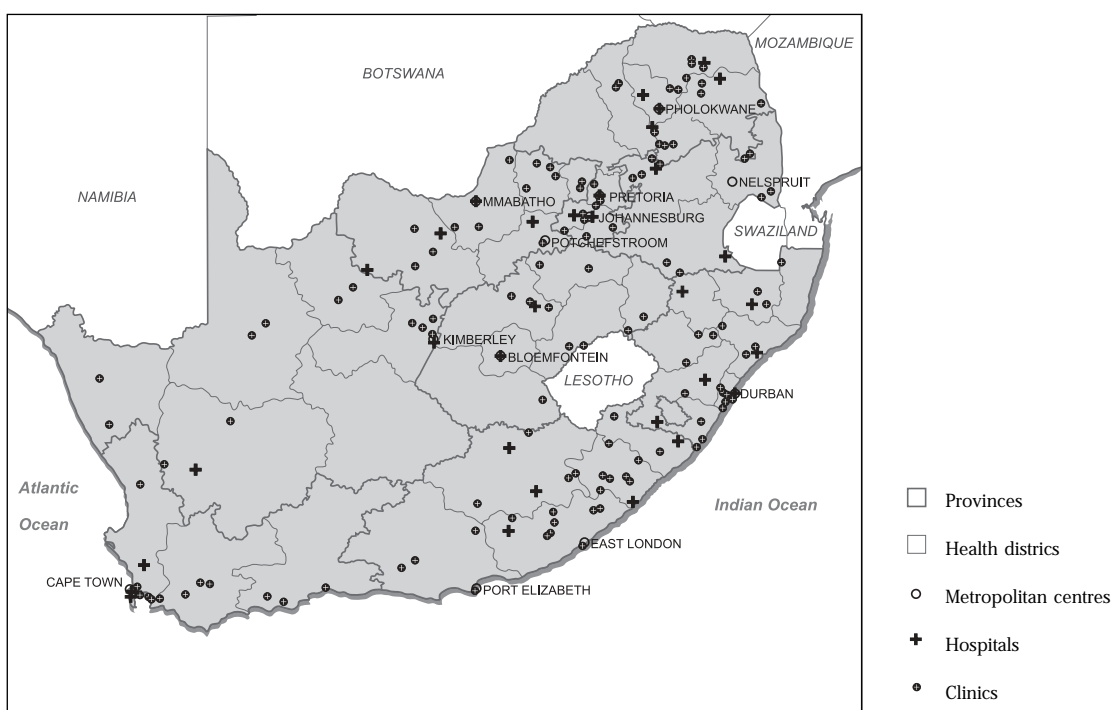 MOZAMBIQUE
BOTSWANA
PHOLOKWANE
NAMIBIA
NELSPRUIT
MMABATHO
PRETORIA
JOHANNESBURG
SWAZILAND
POTCHEFSTROOM
KIMBERLEY
BLOEMFONTEIN
LESOTHO
DURBAN
Atlantic
Ocean
Indian Ocean
EAST LONDON
CAPE TOWN
PORT ELIZABETH
Provinces
Health districs
Metropolitan centres
Hospitals
Clinics